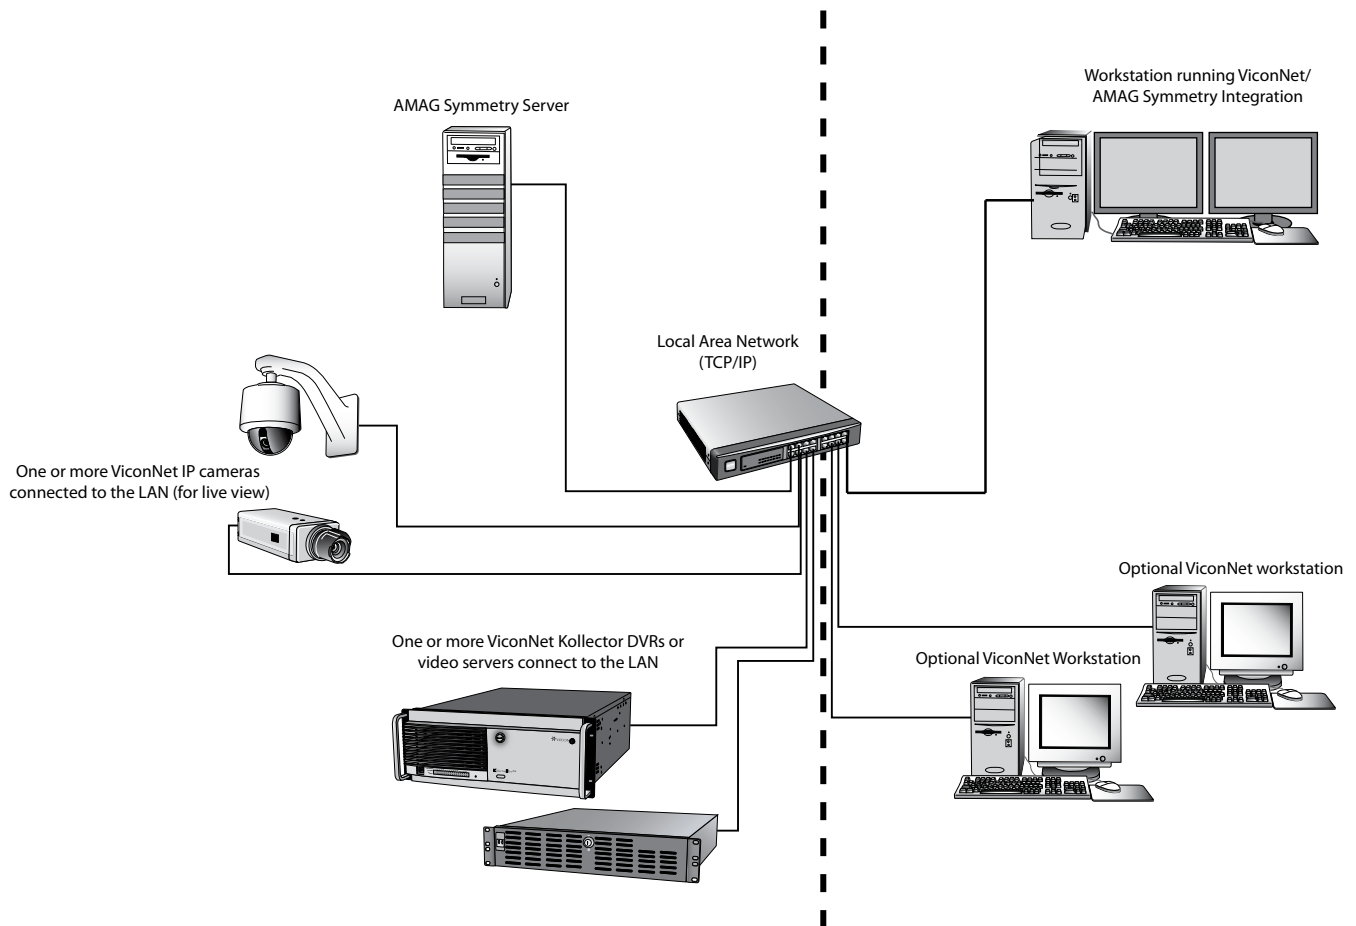 Workstation running ViconNet/
AMAG Symmetry Integration
AMAG Symmetry Server
Local Area Network
(TCP/IP)
One or more ViconNet IP cameras
connected to the LAN (for live view)
Optional ViconNet workstation
One or more ViconNet Kollector DVRs or
video servers connect to the LAN
Optional ViconNet Workstation